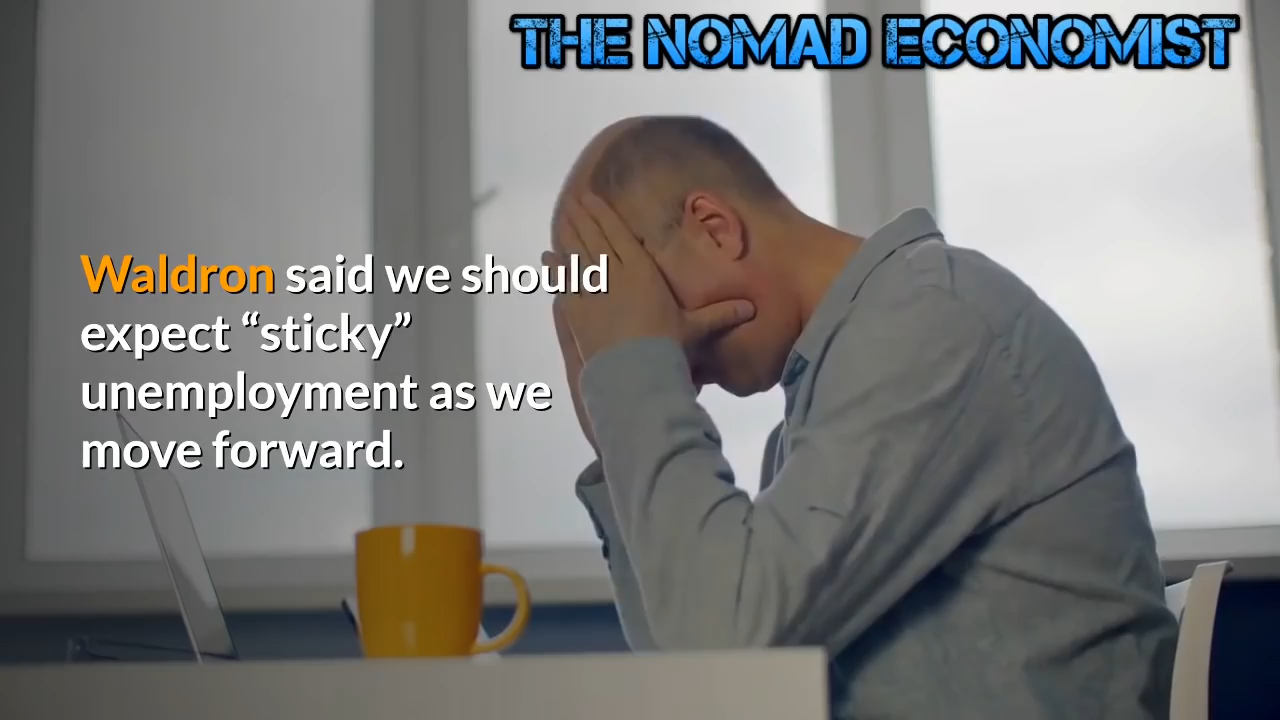 THE NOMAD ECONOMIST
Waldron said we should
expect “sticky”
unemployment as we
move forward.